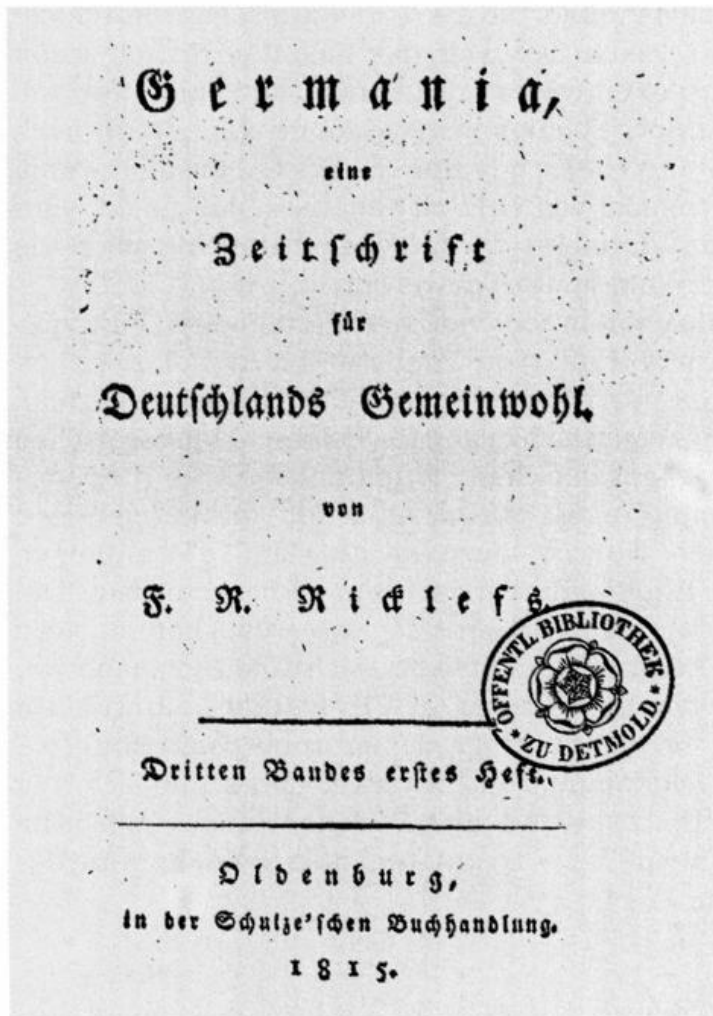 Germania,
eine
Zeitschrift
für
Deutschlands Gemeinwohl.
von
F. R. Ricklefs.
ÖFFENTL. BIBLIOTHEK
* ZU DETMOLD. *
Dritten Bandes erstes Heft.
Oldenburg,
in der Schulze'schen Buchhandlung.
1815.